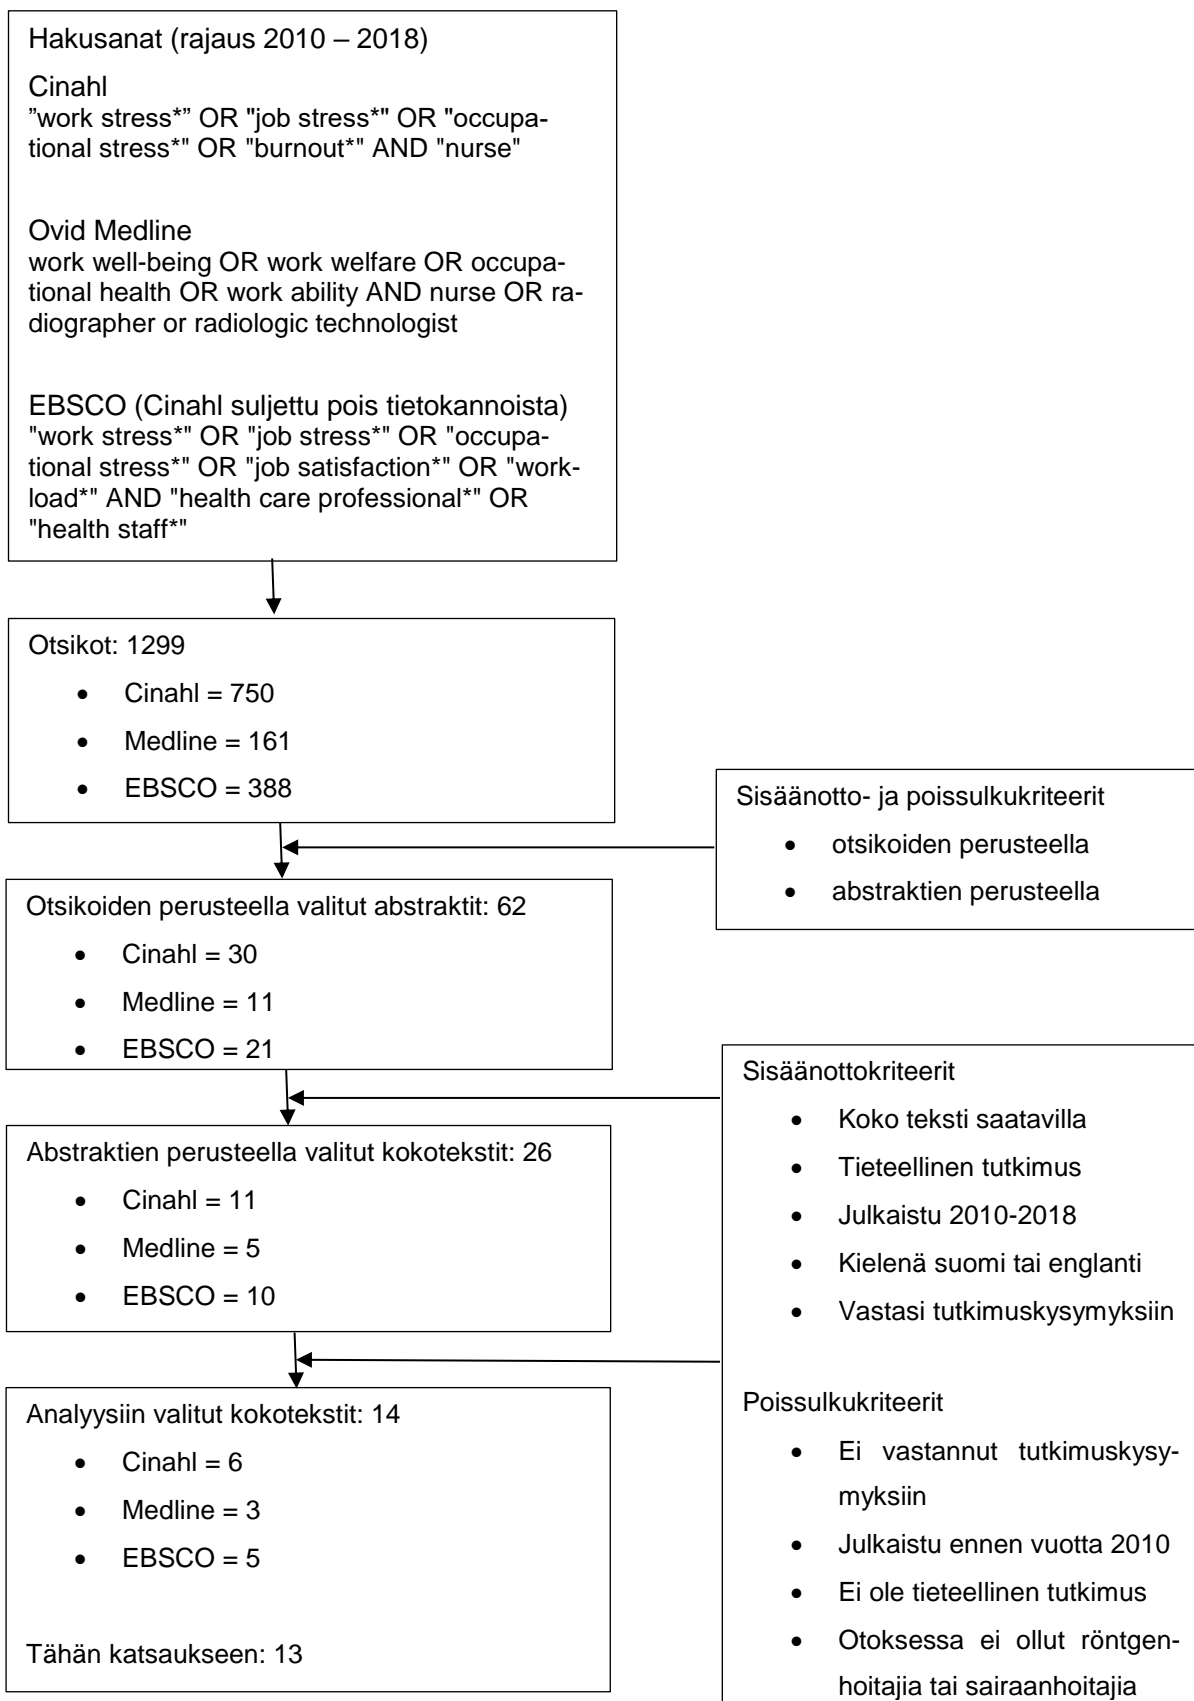 Hakusanat (rajaus 2010 – 2018)
Cinahl
”work stress*” OR "job stress*" OR "occupa-
tional stress*" OR "burnout*" AND "nurse"
Ovid Medline
work well-being OR work welfare OR occupa-
tional health OR work ability AND nurse OR ra-
diographer or radiologic technologist
EBSCO (Cinahl suljettu pois tietokannoista)
"work stress*" OR "job stress*" OR "occupa-
tional stress*" OR "job satisfaction*" OR "work-
load*" AND "health care professional*" OR
"health staff*"
Otsikot: 1299
• Cinahl = 750
• Medline = 161
• EBSCO = 388
Sisäänotto- ja poissulkukriteerit
• otsikoiden perusteella
• abstraktien perusteella
Otsikoiden perusteella valitut abstraktit: 62
• Cinahl = 30
• Medline = 11
• EBSCO = 21
Sisäänottokriteerit
• Koko teksti saatavilla
• Tieteellinen tutkimus
• Julkaistu 2010-2018
• Kielenä suomi tai englanti
• Vastasi tutkimuskysymyksiin
Poissulkukriteerit
• Ei vastannut tutkimuskysy-
myksiin
• Julkaistu ennen vuotta 2010
• Ei ole tieteellinen tutkimus
• Otoksessa ei ollut röntgen-
hoitajia tai sairaanhoitajia
Abstraktien perusteella valitut kokotekstit: 26
• Cinahl = 11
• Medline = 5
• EBSCO = 10
Analyysiin valitut kokotekstit: 14
• Cinahl = 6
• Medline = 3
• EBSCO = 5
Tähän katsaukseen: 13